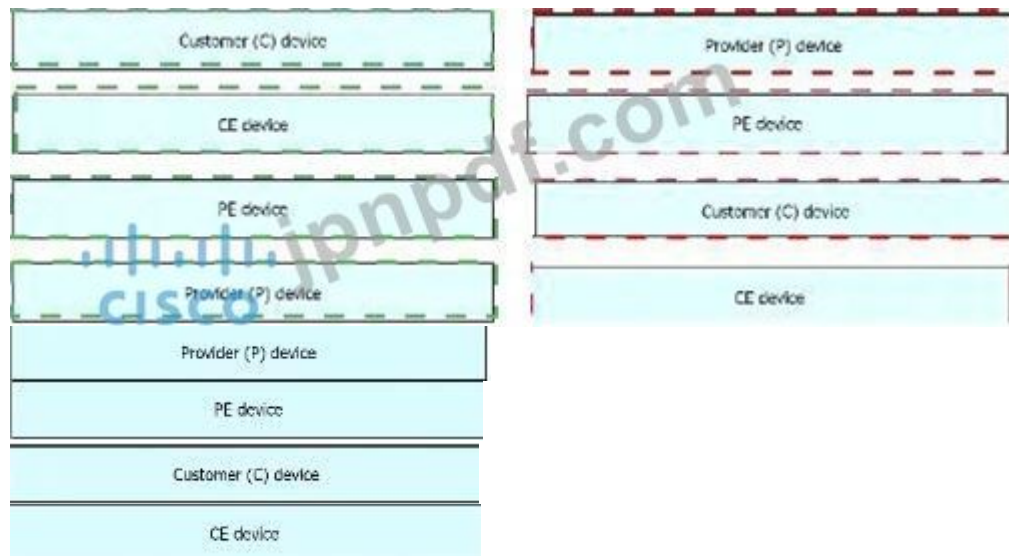 Customer (C) device
CE device
PE device
Provider (P) device
Provider (P) device
PE device
Customer (C) device
CE device
Provider (P) device
PE device
Customer (C) device
CE device
jpnpdf.com
CISCO